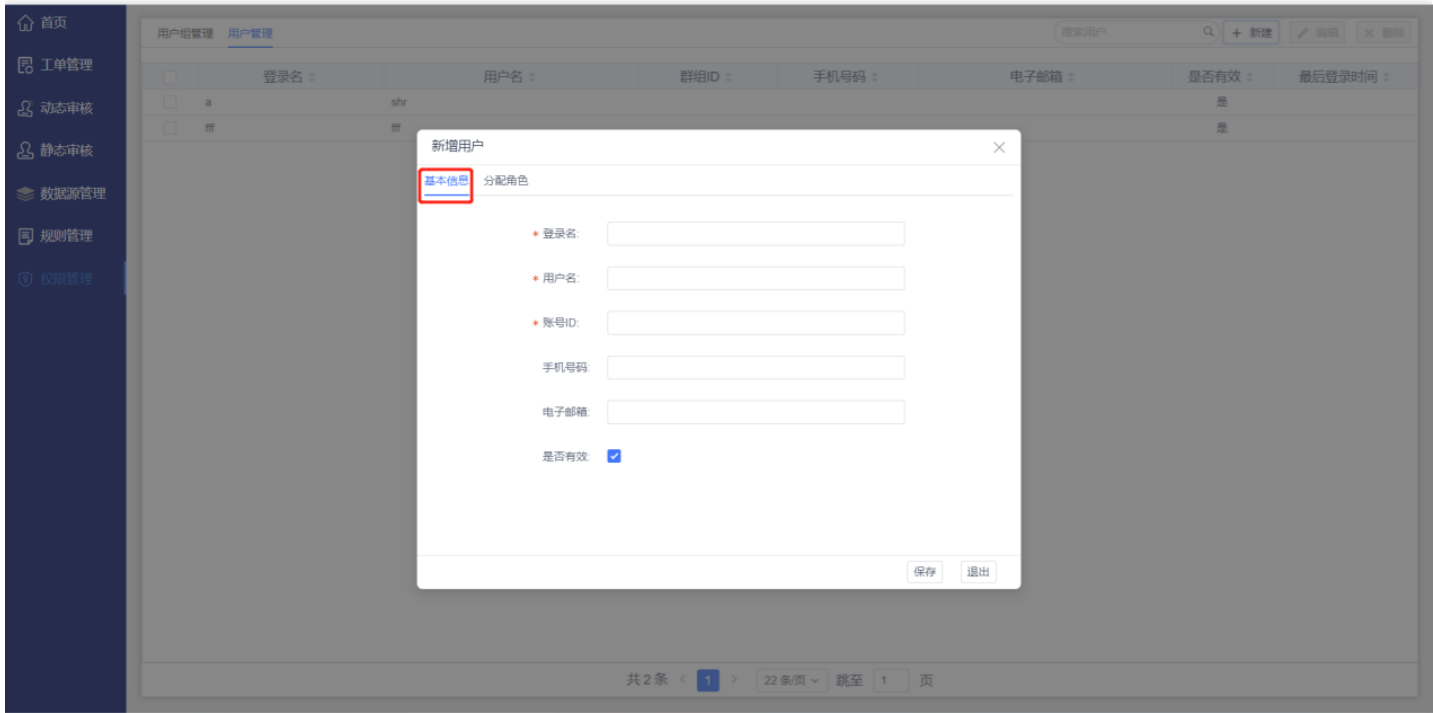 首页
工单管理
动态审核
静态审核
数据源管理
规则管理
权限管理
用户组管理 用户管理 搜索用户 + 新建 编辑 × 删除
登录名 用户名 群组ID 手机号码 电子邮箱 是否有效 最后登录时间
a shr 是
fff fff 是
新增用户
基本信息 分配角色
* 登录名:
* 用户名:
* 账号ID:
手机号码:
电子邮箱:
是否有效:
保存 退出
共2条 < 1 > 22条/页 跳至 1 页